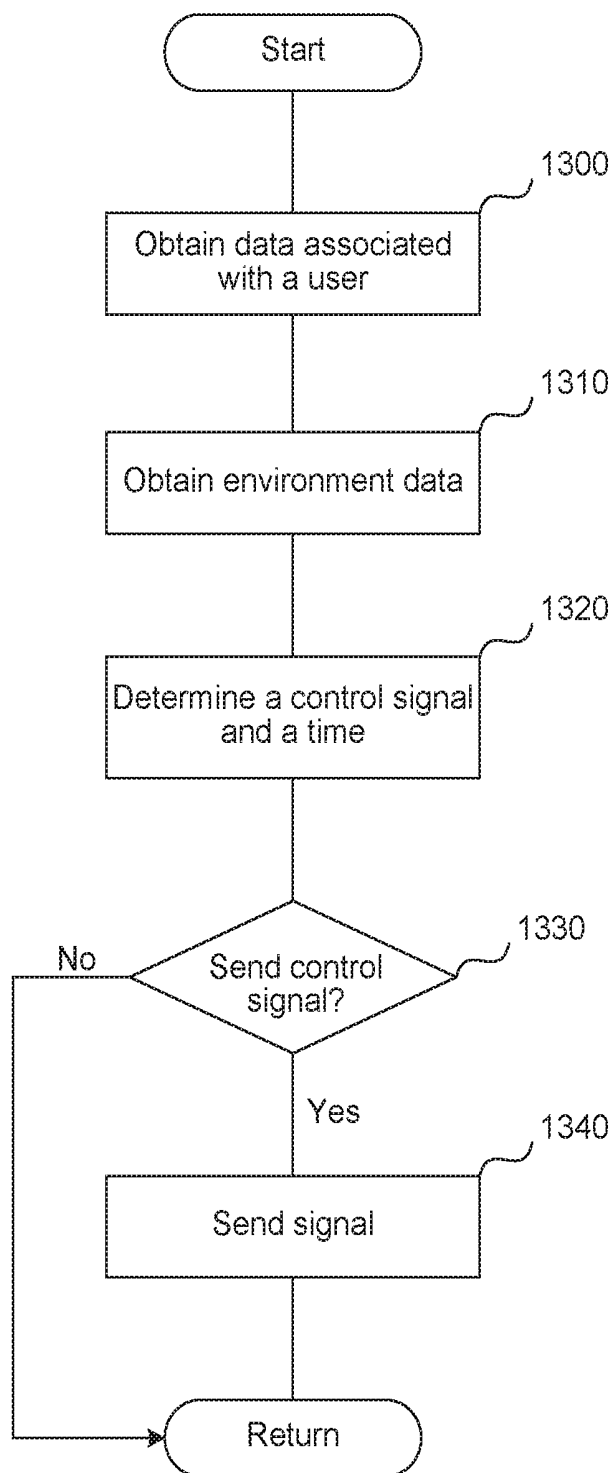 Start
1300
Obtain data associated
with a user
1310
Obtain environment data
1320
Determine a control signal
and a time
1330
No
Send control
signal?
Yes
1340
Send signal
Return